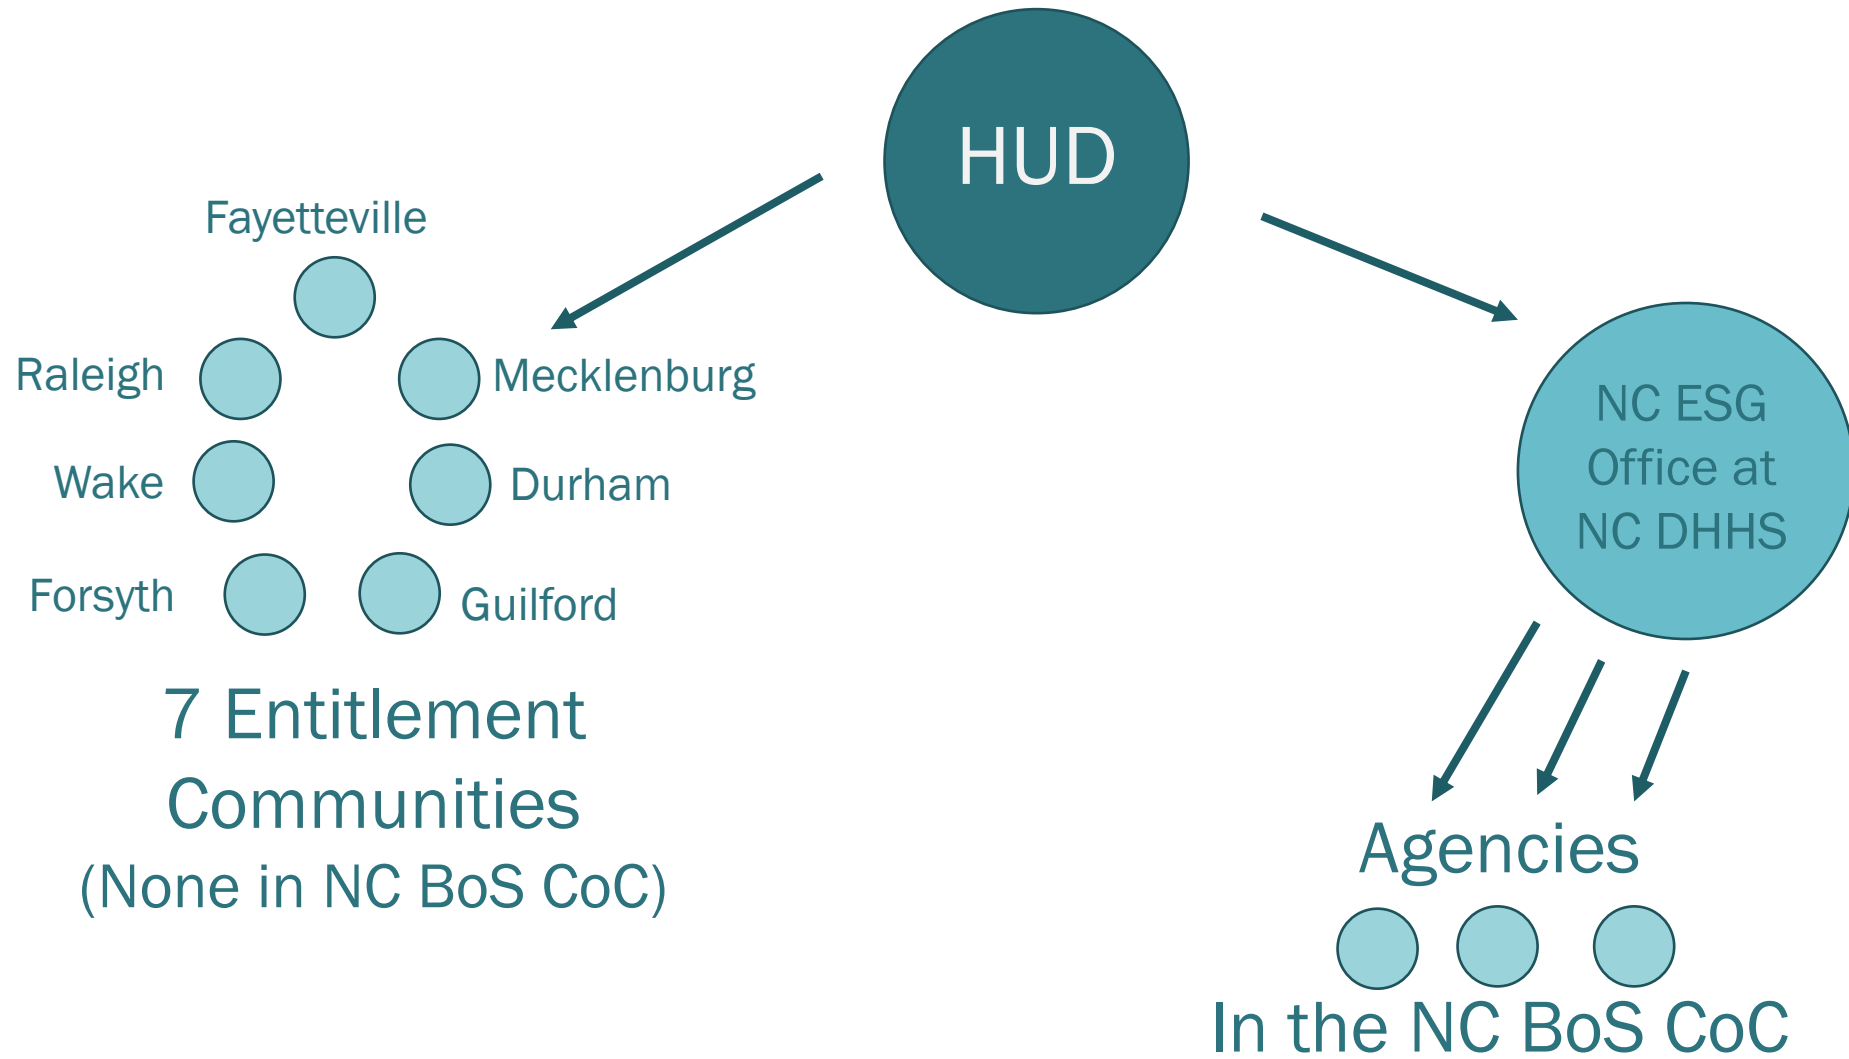 HUD
Fayetteville
Raleigh
Mecklenburg
Wake
Durham
Forsyth
Guilford
7 Entitlement
Communities
(None in NC BoS CoC)
NC ESG
Office at
NC DHHS
Agencies
In the NC BoS CoC